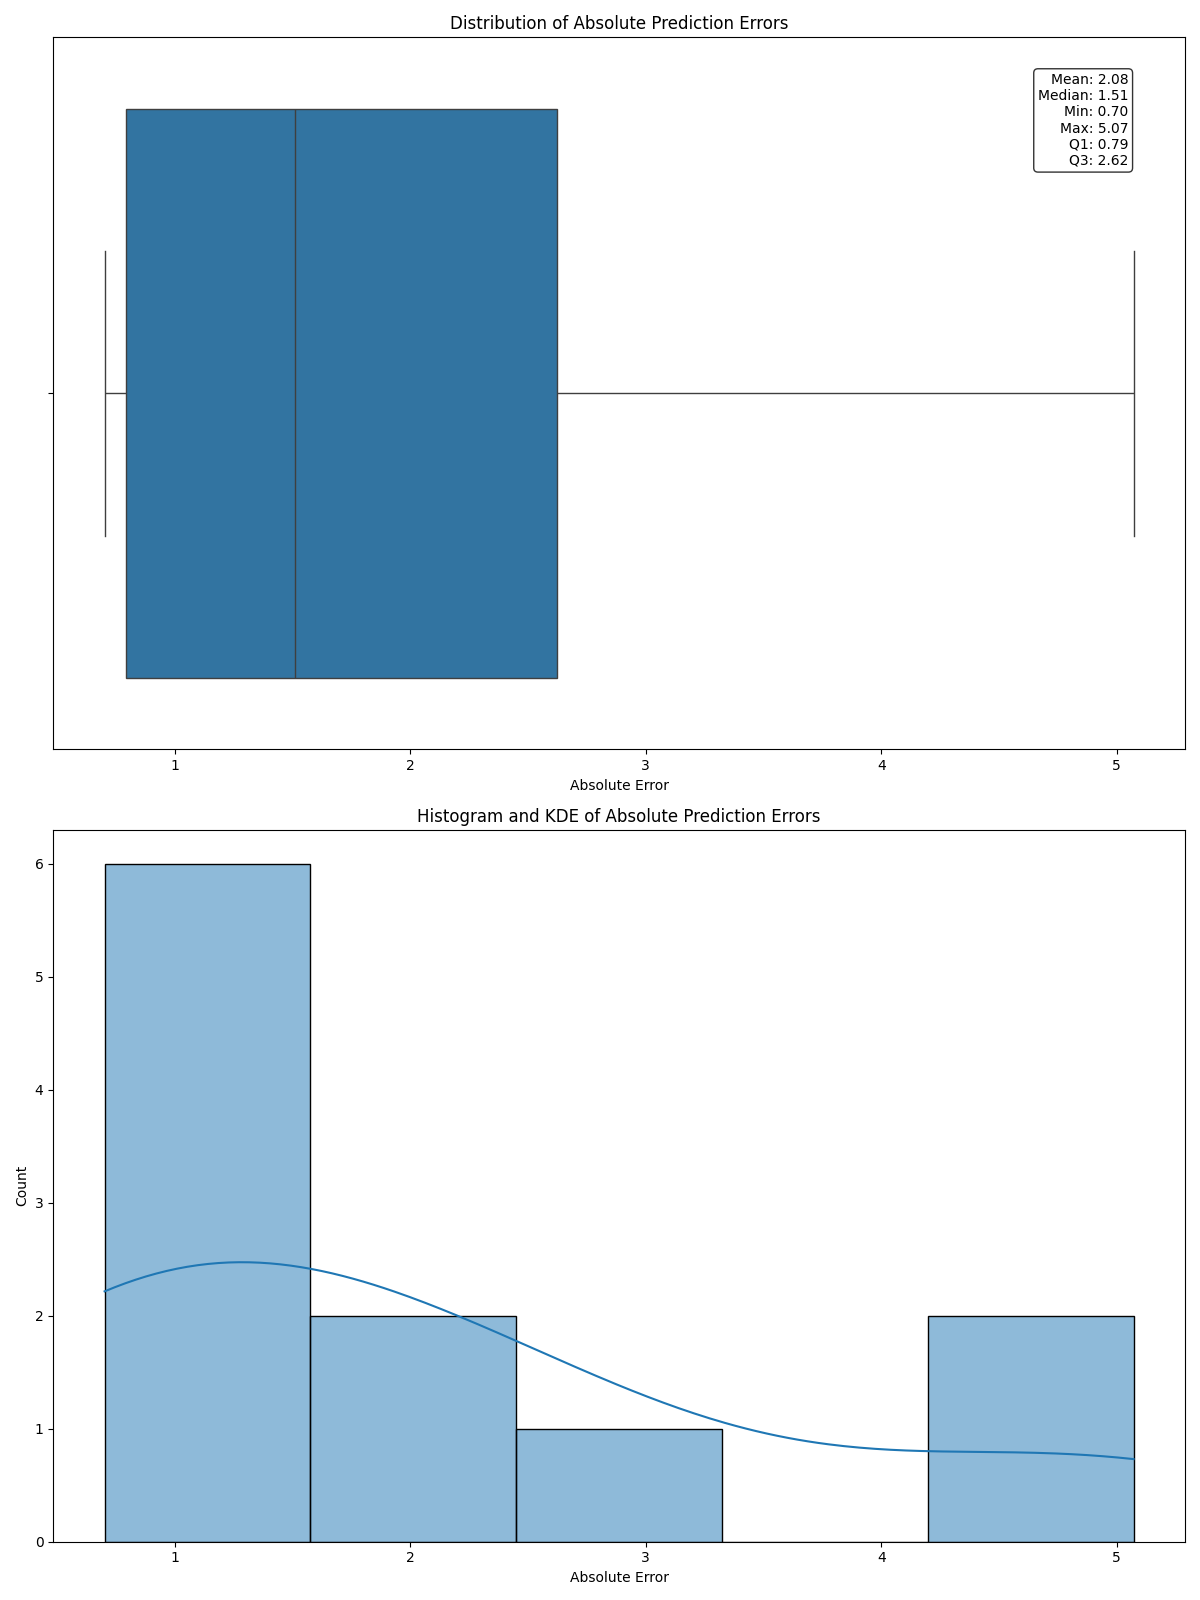 Distribution of Absolute Prediction Errors
Mean: 2.08
Median: 1.51
Min: 0.70
Max: 5.07
Q1: 0.79
Q3: 2.62
1 2 3 4 5
Absolute Error
Histogram and KDE of Absolute Prediction Errors
6
5
4
3
2
1
0
Count
1 2 3 4 5
Absolute Error